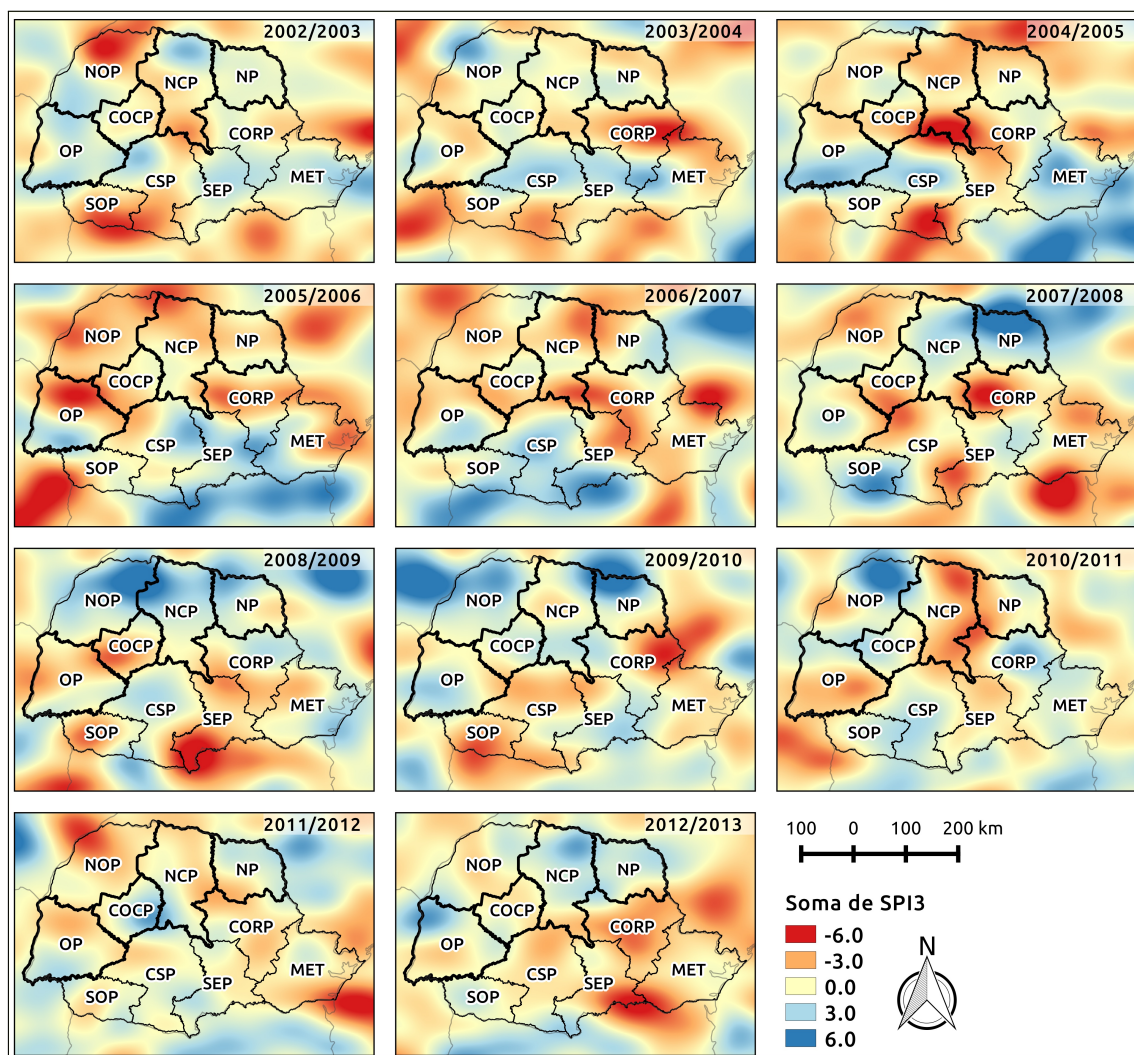 2002/2003
NOP
NCP
NP
COCP
CORP
OP
CSP
SEP
MET
SOP
2003/2004
NOP
NCP
NP
COCP
CORP
OP
CSP
SEP
MET
SOP
2004/2005
NOP
NCP
NP
COCP
CORP
OP
CSP
SEP
MET
SOP
2005/2006
NOP
NCP
NP
COCP
CORP
OP
CSP
SEP
MET
SOP
2006/2007
NOP
NCP
NP
COCP
CORP
OP
CSP
SEP
MET
SOP
2007/2008
NOP
NCP
NP
COCP
CORP
OP
CSP
SEP
MET
SOP
2008/2009
NOP
NCP
NP
COCP
CORP
OP
CSP
SEP
MET
SOP
2009/2010
NOP
NCP
NP
COCP
CORP
OP
CSP
SEP
MET
SOP
2010/2011
NOP
NCP
NP
COCP
CORP
OP
CSP
SEP
MET
SOP
2011/2012
NOP
NCP
NP
COCP
CORP
OP
CSP
SEP
MET
SOP
2012/2013
NOP
NCP
NP
COCP
CORP
OP
CSP
SEP
MET
SOP
100 0 100 200 km
Soma de SPI3
-6.0
-3.0
0.0
3.0
6.0
N